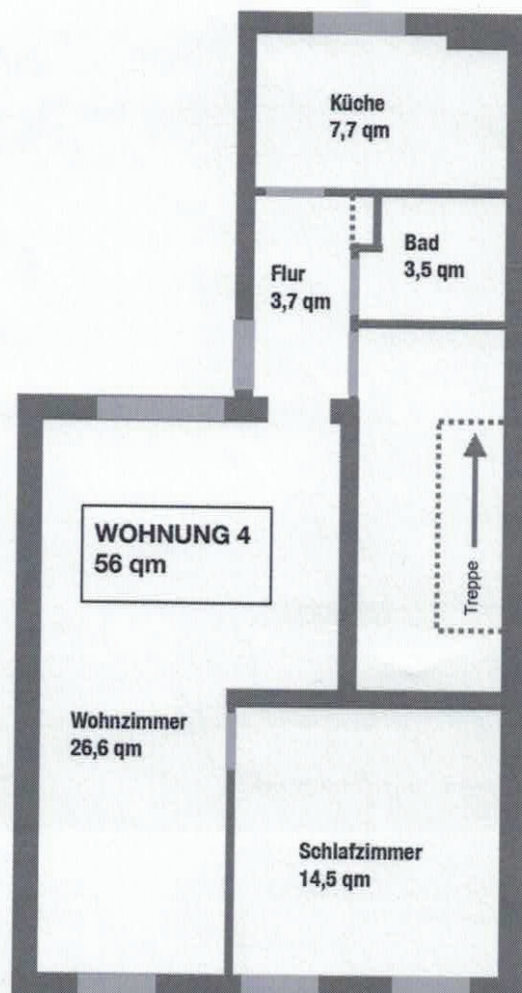 Küche
7,7 qm
Bad
3,5 qm
Flur
3,7 qm
WOHNUNG 4
56 qm
Treppe
Wohnzimmer
26,6 qm
Schlafzimmer
14,5 qm